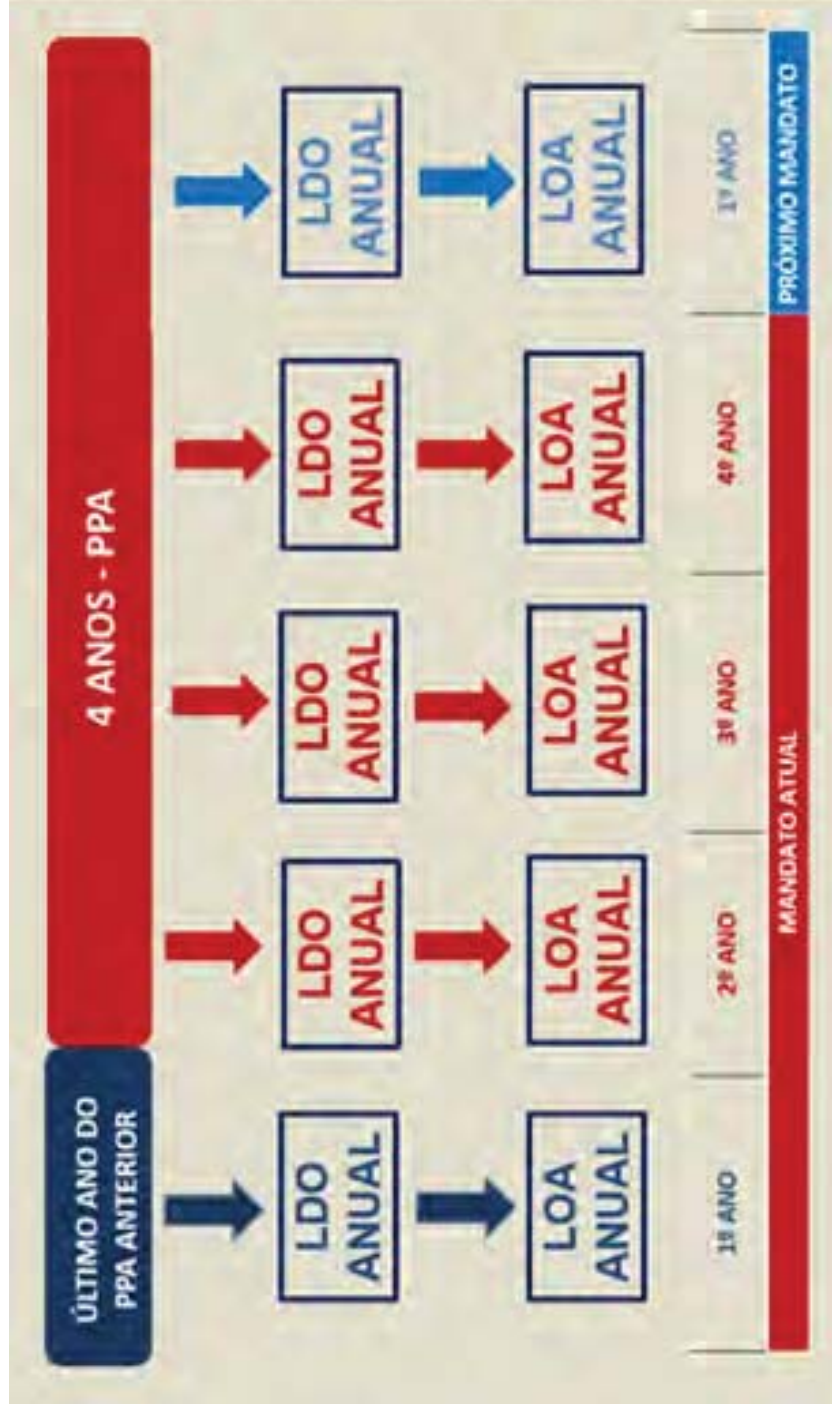 ÚLTIMO ANO DO
PPA ANTERIOR
4 ANOS - PPA
LDO
ANUAL
LDO
ANUAL
LDO
ANUAL
LDO
ANUAL
LDO
ANUAL
LOA
ANUAL
LOA
ANUAL
LOA
ANUAL
LOA
ANUAL
LOA
ANUAL
1º ANO
2º ANO
3º ANO
4º ANO
1º ANO
MANDATO ATUAL
PRÓXIMO MANDATO